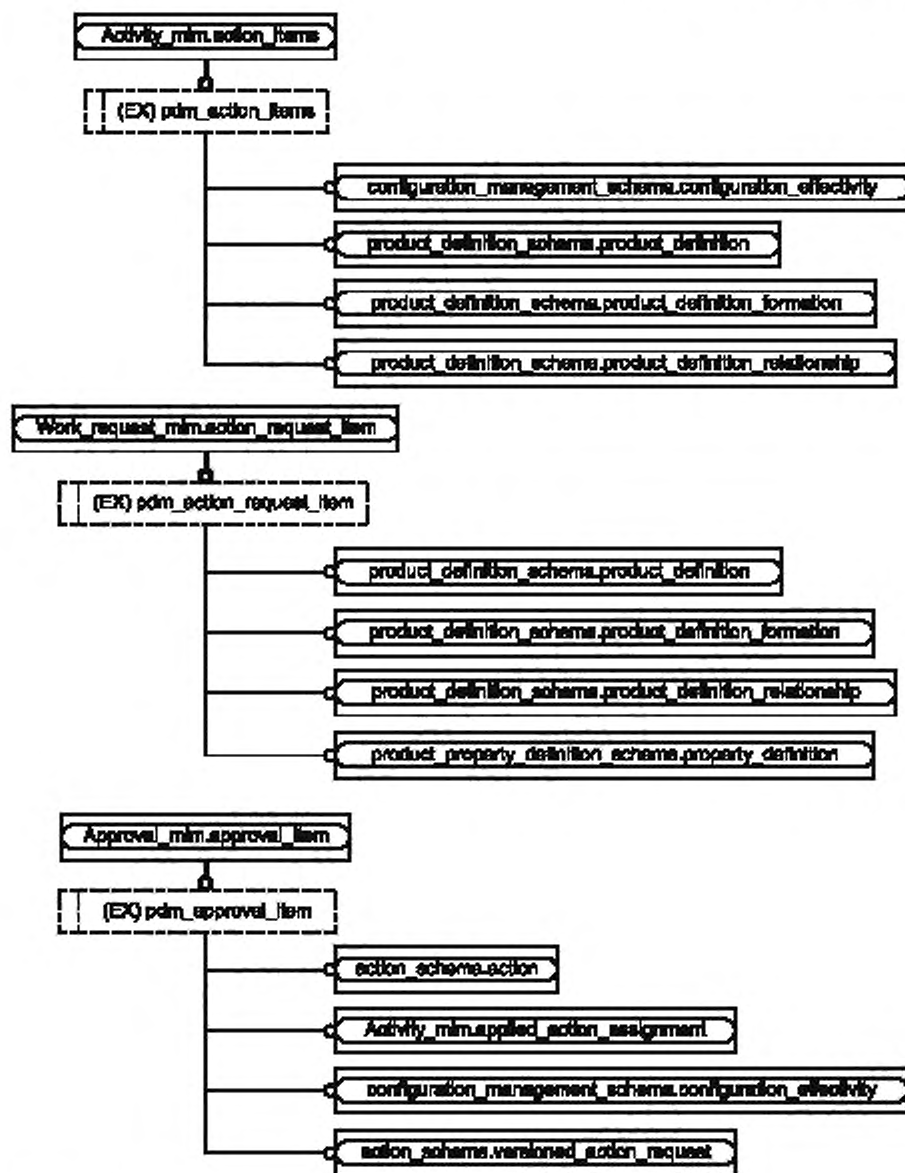 Activity_mim.action_items
(EX) pdm_action_items
configuration_management_schema.configuration_effectivity
product_definition_schema.product_definition
product_definition_schema.product_definition_formation
product_definition_schema.product_definition_relationship
Work_request_mim.action_request_item
(EX) pdm_action_request_item
product_definition_schema.product_definition
product_definition_schema.product_definition_formation
product_definition_schema.product_definition_relationship
product_property_definition_schema.property_definition
Approval_mim.approval_item
(EX) pdm_approval_item
action_schema.action
Activity_mim.applied_action_assignment
configuration_management_schema.configuration_effectivity
action_schema.versioned_action_request